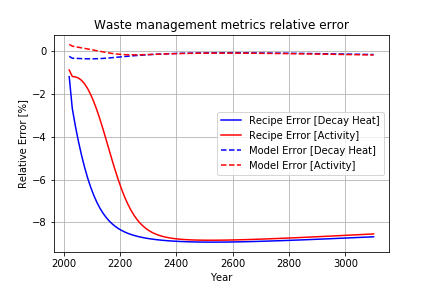 Waste management metrics relative error
Relative Error [%]
0
−2
−4
−6
−8
Recipe Error [Decay Heat]
Recipe Error [Activity]
Model Error [Decay Heat]
Model Error [Activity]
2000 2200 2400 2600 2800 3000
Year